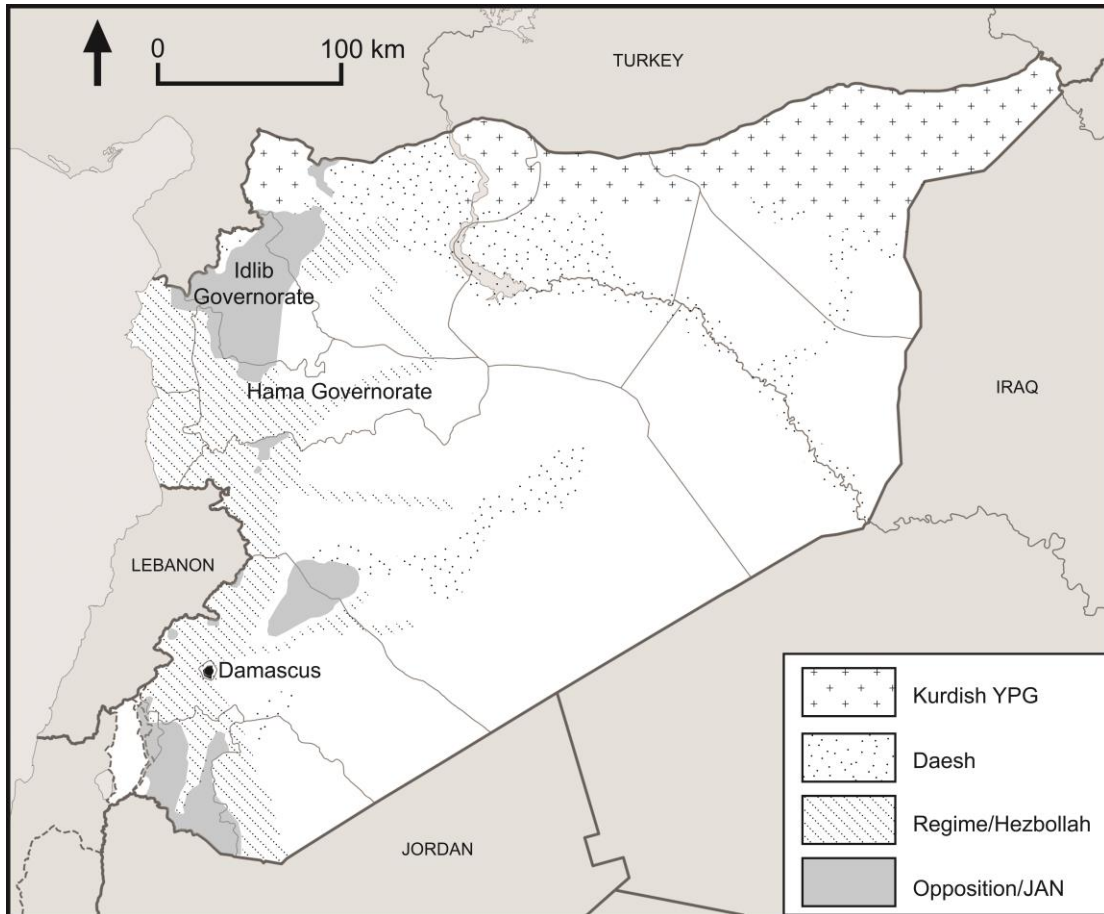 0 100 km
TURKEY
Idlib
Governorate
Hama Governorate
IRAQ
LEBANON
Damascus
JORDAN
Kurdish YPG
Daesh
Regime/Hezbollah
Opposition/JAN